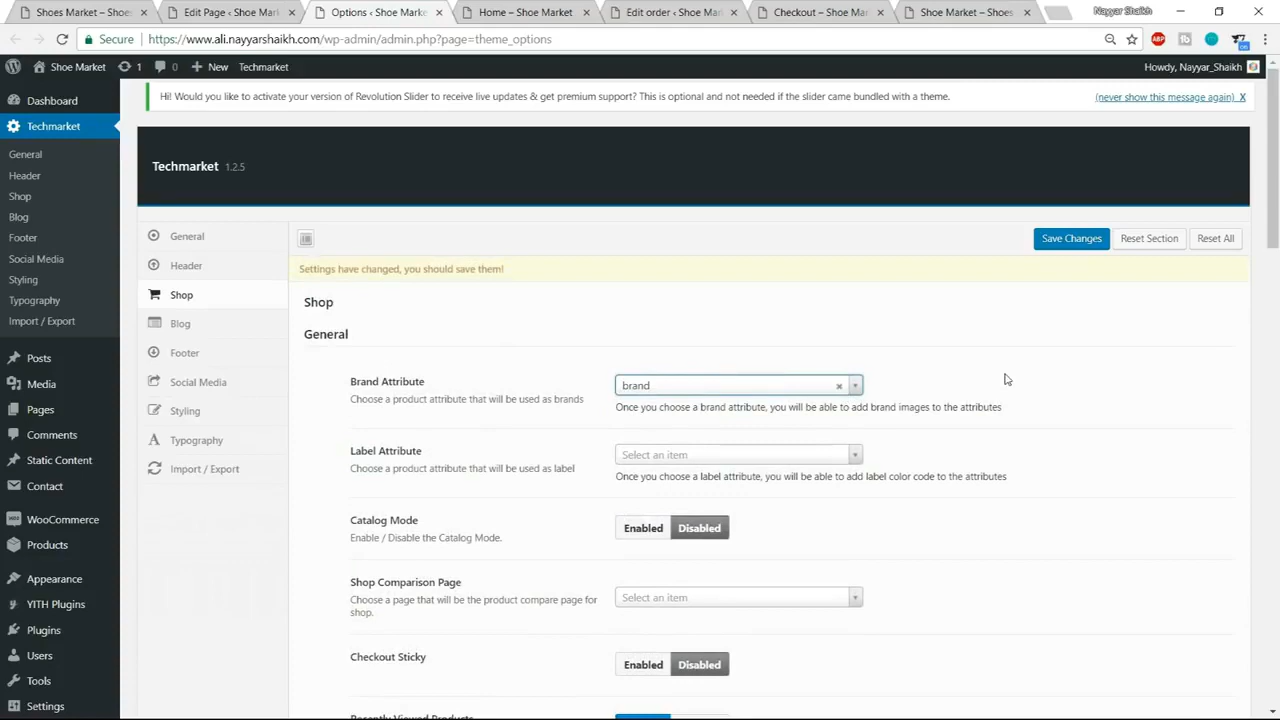 Shoes Market – Shoes
Edit Page ‹ Shoe Mark
Options ‹ Shoe Marke
Home – Shoe Market
Edit order ‹ Shoe Mark
Checkout – Shoe Mar
Shoe Market – Shoes
Nayyar Shaikh
Secure
https://www.ali.nayyarshaikh.com/wp-admin/admin.php?page=theme_options
ABP
Shoe Market
1
0
New
Techmarket
Howdy, Nayyar_Shaikh
Hi! Would you like to activate your version of Revolution Slider to receive live updates & get premium support? This is optional and not needed if the slider came bundled with a theme.
(never show this message again) X
Dashboard
Techmarket
General
Header
Shop
Blog
Footer
Social Media
Styling
Typography
Import / Export
Posts
Media
Pages
Comments
Static Content
Contact
WooCommerce
Products
Appearance
YITH Plugins
Plugins
Users
Tools
Settings
Techmarket 1.2.5
General
Header
Shop
Blog
Footer
Social Media
Styling
Typography
Import / Export
Save Changes
Reset Section
Reset All
Settings have changed, you should save them!
Shop
General
Brand Attribute
Choose a product attribute that will be used as brands
brand
Once you choose a brand attribute, you will be able to add brand images to the attributes
Label Attribute
Choose a product attribute that will be used as label
Select an item
Once you choose a label attribute, you will be able to add label color code to the attributes
Catalog Mode
Enable / Disable the Catalog Mode.
Enabled Disabled
Shop Comparison Page
Choose a page that will be the product compare page for
shop.
Select an item
Checkout Sticky
Enabled Disabled
Recently Viewed Products